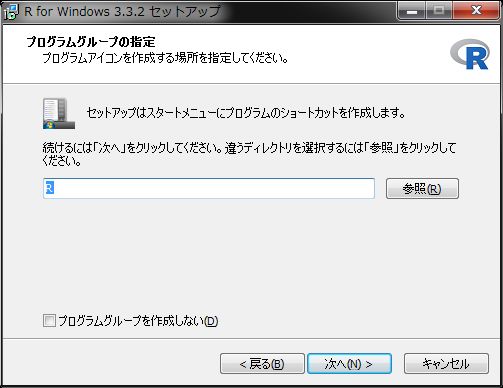 R for Windows 3.3.2 セットアップ
プログラムグループの指定
プログラムアイコンを作成する場所を指定してください。
R
セットアップはスタートメニューにプログラムのショートカットを作成します。
続けるには「次へ」をクリックしてください。違うディレクトリを選択するには「参照」をクリックして
ください。
R
参照(R)
プログラムグループを作成しない(D)
< 戻る(B)
次へ(N) >
キャンセル